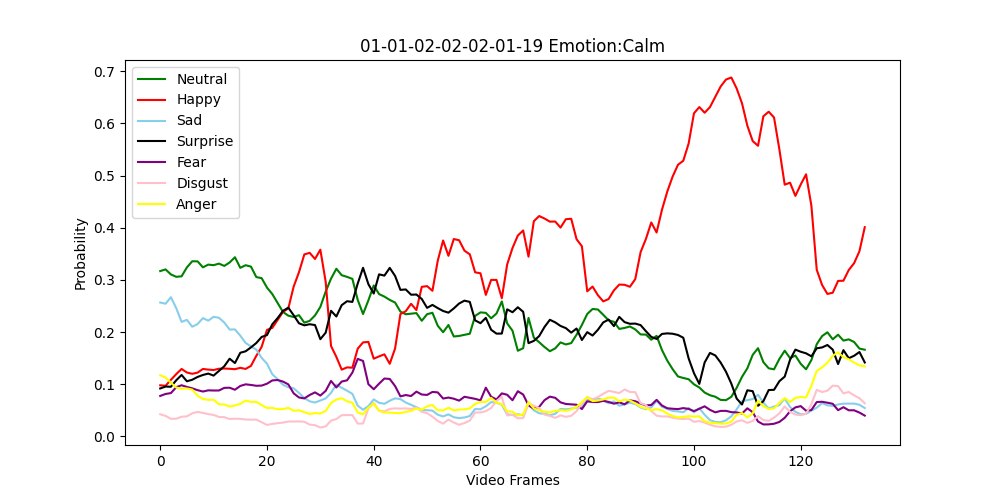 01-01-02-02-02-01-19 Emotion:Calm
0.7
0.6
0.5
0.4
0.3
0.2
0.1
0.0
Probability
Neutral
Happy
Sad
Surprise
Fear
Disgust
Anger
0 20 40 60 80 100 120
Video Frames